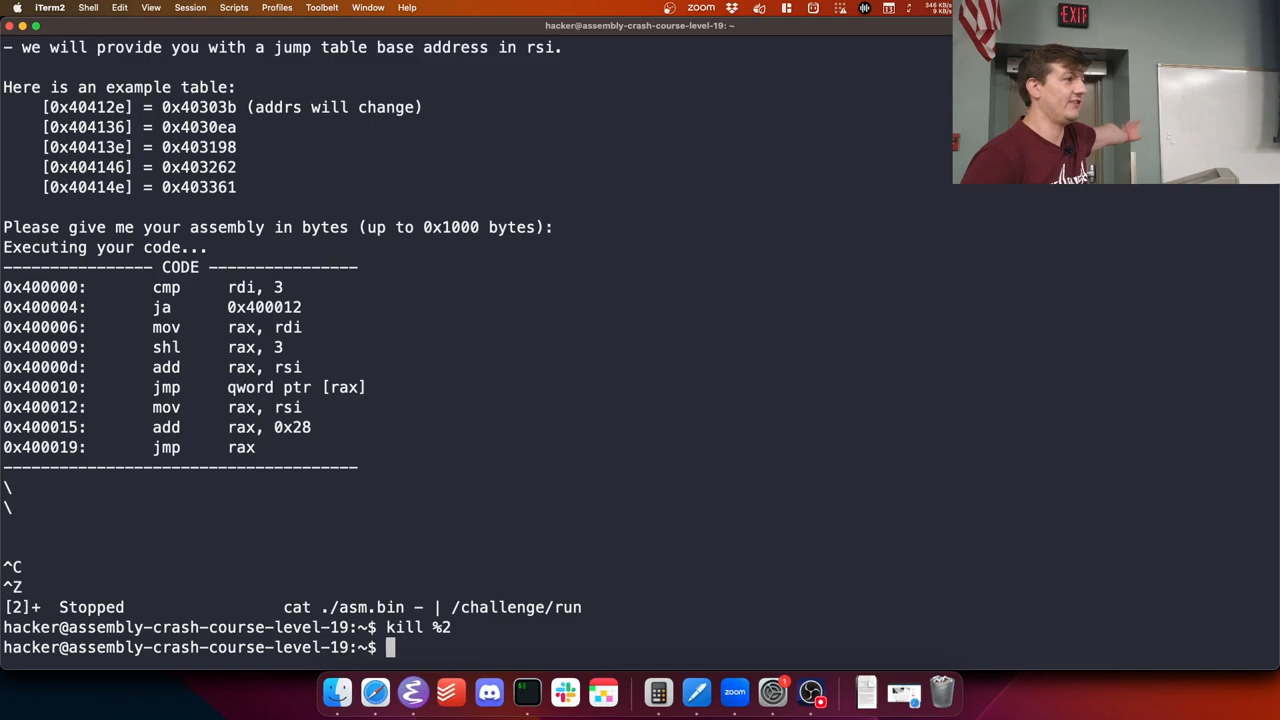 iTerm2 Shell Edit View Session Scripts Profiles Toolbelt Window Help zoom 346 B/s
9 KB/s
hacker@assembly-crash-course-level-19: ~
- we will provide you with a jump table base address in rsi.
EXIT
Here is an example table:
[0x40412e] = 0x40303b (addrs will change)
[0x404136] = 0x4030ea
[0x40413e] = 0x403198
[0x404146] = 0x403262
[0x40414e] = 0x403361
Please give me your assembly in bytes (up to 0x1000 bytes):
Executing your code...
---------------- CODE ----------------
0x400000: cmp rdi, 3
0x400004: ja 0x400012
0x400006: mov rax, rdi
0x400009: shl rax, 3
0x40000d: add rax, rsi
0x400010: jmp qword ptr [rax]
0x400012: mov rax, rsi
0x400015: add rax, 0x28
0x400019: jmp rax
---------------------------------------
\
\
^C
^Z
[2]+ Stopped cat ./asm.bin - | /challenge/run
hacker@assembly-crash-course-level-19:~$ kill %2
hacker@assembly-crash-course-level-19:~$
zoom
1